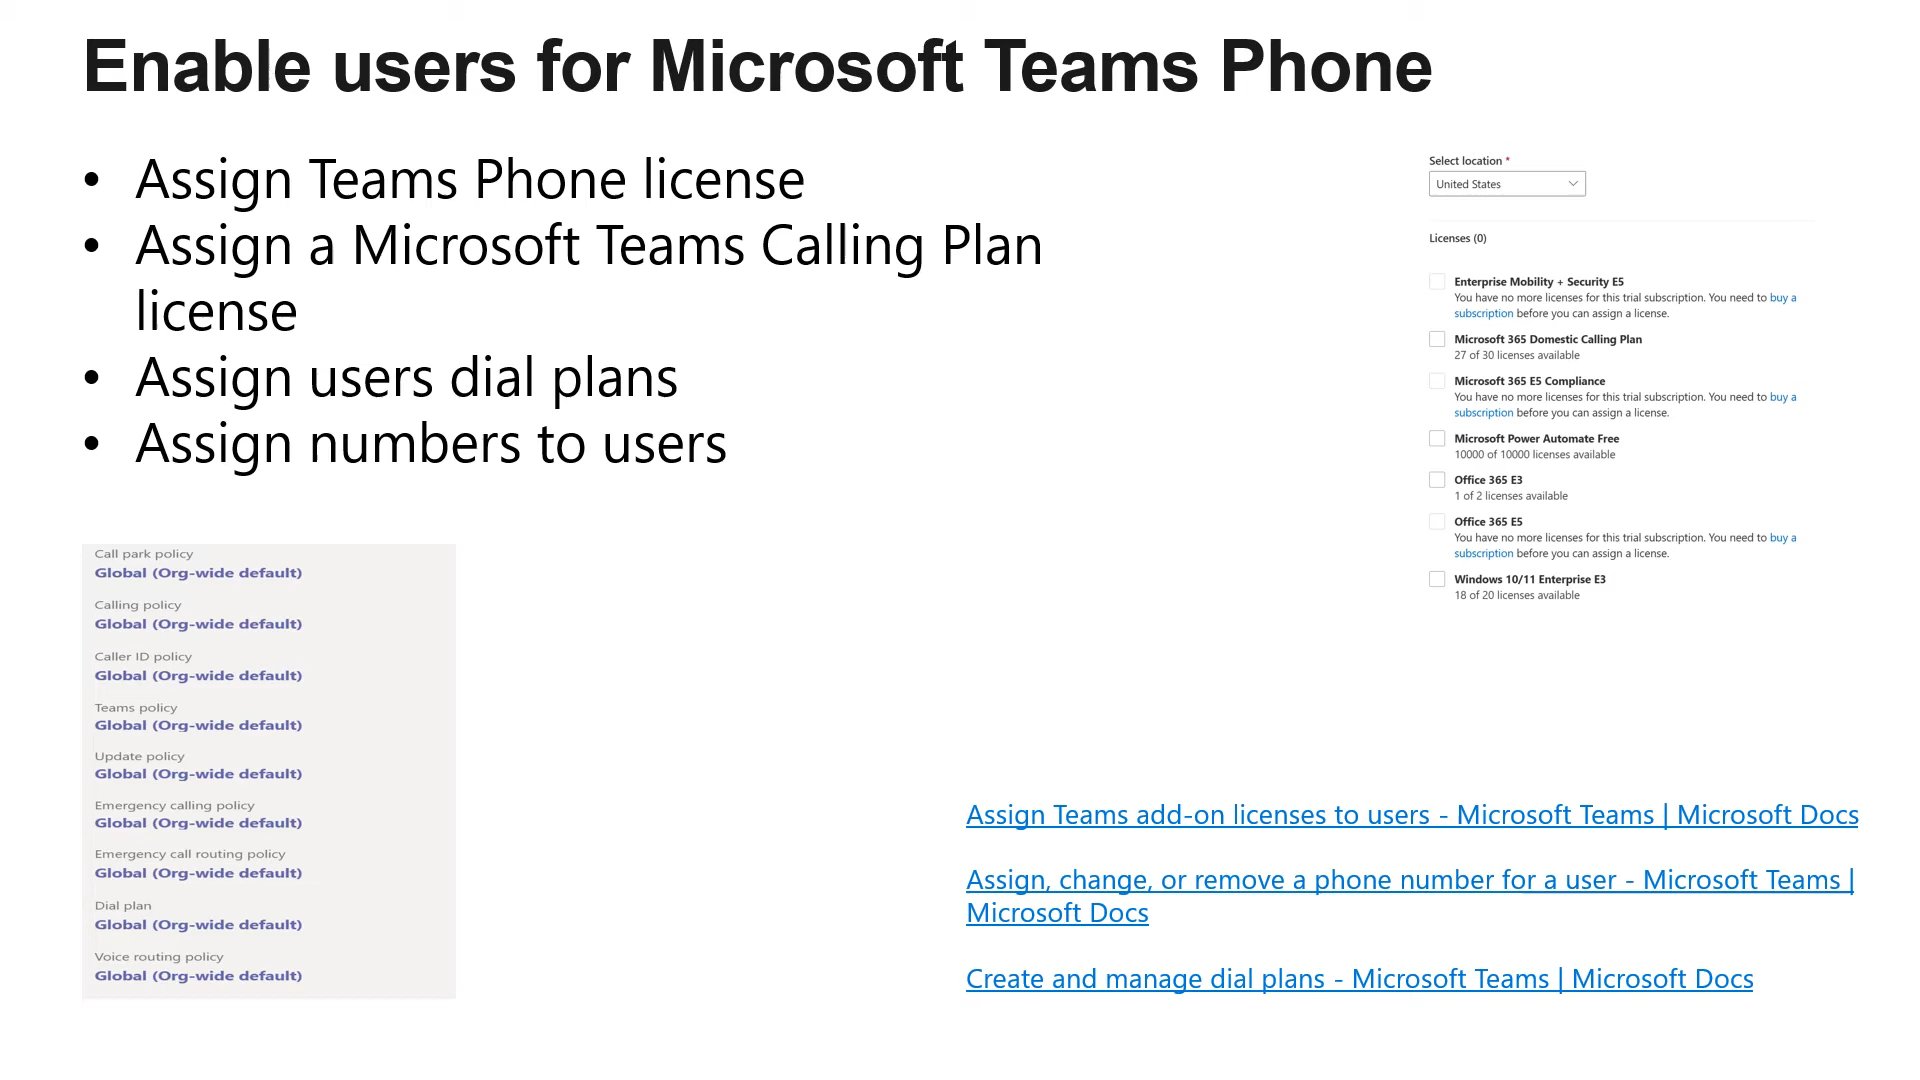 Enable users for Microsoft Teams Phone
• Assign Teams Phone license
• Assign a Microsoft Teams Calling Plan
license
• Assign users dial plans
• Assign numbers to users
Select location *
United States
Licenses (0)
Enterprise Mobility + Security E5
You have no more licenses for this trial subscription. You need to buy a
subscription before you can assign a license.
Microsoft 365 Domestic Calling Plan
27 of 30 licenses available
Microsoft 365 E5 Compliance
You have no more licenses for this trial subscription. You need to buy a
subscription before you can assign a license.
Microsoft Power Automate Free
10000 of 10000 licenses available
Office 365 E3
1 of 2 licenses available
Office 365 E5
You have no more licenses for this trial subscription. You need to buy a
subscription before you can assign a license.
Windows 10/11 Enterprise E3
18 of 20 licenses available
Call park policy
Global (Org-wide default)
Calling policy
Global (Org-wide default)
Caller ID policy
Global (Org-wide default)
Teams policy
Global (Org-wide default)
Update policy
Global (Org-wide default)
Emergency calling policy
Global (Org-wide default)
Emergency call routing policy
Global (Org-wide default)
Dial plan
Global (Org-wide default)
Voice routing policy
Global (Org-wide default)
Assign Teams add-on licenses to users - Microsoft Teams | Microsoft Docs
Assign, change, or remove a phone number for a user - Microsoft Teams |
Microsoft Docs
Create and manage dial plans - Microsoft Teams | Microsoft Docs